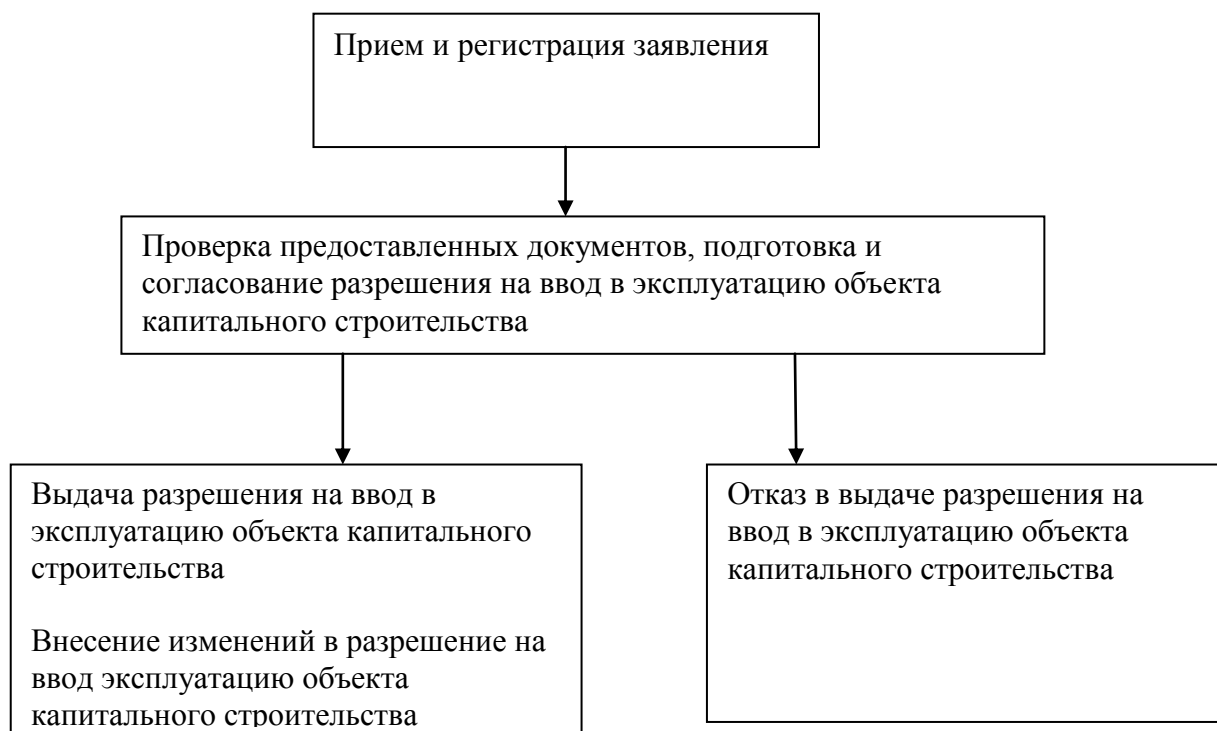 Прием и регистрация заявления
Проверка предоставленных документов, подготовка и
согласование разрешения на ввод в эксплуатацию объекта
капитального строительства
Выдача разрешения на ввод в
эксплуатацию объекта капитального
строительства
Внесение изменений в разрешение на
ввод эксплуатацию объекта
капитального строительства
Отказ в выдаче разрешения на
ввод в эксплуатацию объекта
капитального строительства